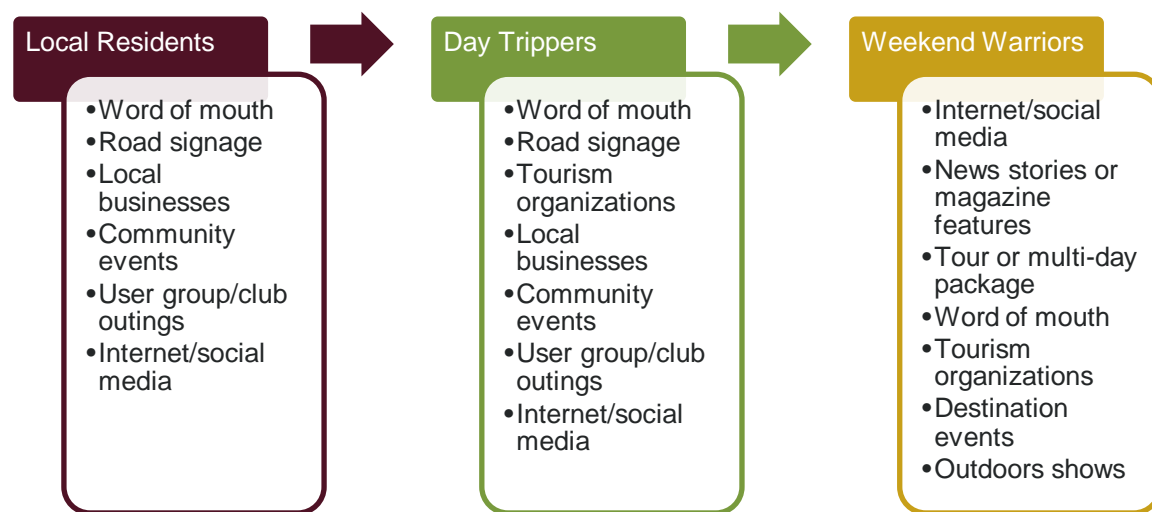 Local Residents
•Word of mouth
•Road signage
•Local
businesses
•Community
events
•User group/club
outings
•Internet/social
media
Day Trippers
•Word of mouth
•Road signage
•Tourism
organizations
•Local
businesses
•Community
events
•User group/club
outings
•Internet/social
media
Weekend Warriors
•Internet/social
media
•News stories or
magazine
features
•Tour or multi-day
package
•Word of mouth
•Tourism
organizations
•Destination
events
•Outdoors shows